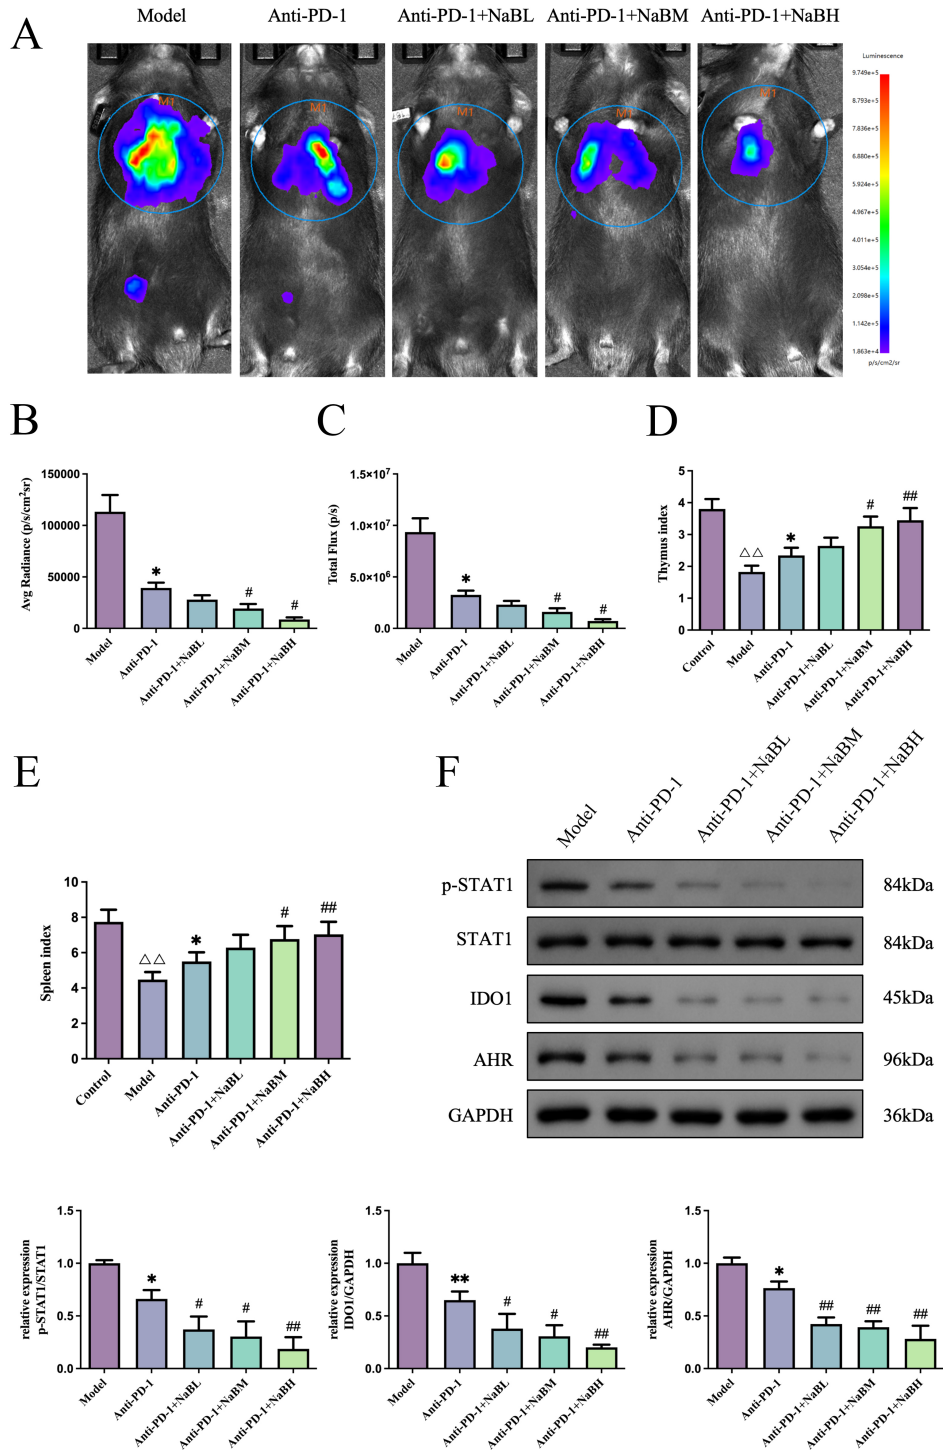 A
Model
Anti-PD-1
Anti-PD-1+NaBL
Anti-PD-1+NaBM
Anti-PD-1+NaBH
M1
M1
M1
M1
M1
Luminescence
9.749e+5
8.793e+5
7.836e+5
6.880e+5
5.924e+5
4.967e+5
4.011e+5
3.054e+5
2.098e+5
1.142e+5
1.863e+4
p/s/cm2/sr
B
Avg Radiance (p/s/cm²sr)
150000
100000
50000
0
*
#
#
Model
Anti-PD-1
Anti-PD-1+NaBL
Anti-PD-1+NaBM
Anti-PD-1+NaBH
C
Total Flux (p/s)
1.5×10⁷
1.0×10⁷
5.0×10⁶
0.0
*
#
#
Model
Anti-PD-1
Anti-PD-1+NaBL
Anti-PD-1+NaBM
Anti-PD-1+NaBH
D
Thymus index
5
4
3
2
1
0
△△
*
#
##
Control
Model
Anti-PD-1
Anti-PD-1+NaBL
Anti-PD-1+NaBM
Anti-PD-1+NaBH
E
Spleen index
10
8
6
4
2
0
△△
*
#
##
Control
Model
Anti-PD-1
Anti-PD-1+NaBL
Anti-PD-1+NaBM
Anti-PD-1+NaBH
F
Model
Anti-PD-1
Anti-PD-1+NaBL
Anti-PD-1+NaBM
Anti-PD-1+NaBH
p-STAT1 84kDa
STAT1 84kDa
IDO1 45kDa
AHR 96kDa
GAPDH 36kDa
relative expression
p-STAT1/STAT1
1.5
1.0
0.5
0.0
*
#
#
##
Model
Anti-PD-1
Anti-PD-1+NaBL
Anti-PD-1+NaBM
Anti-PD-1+NaBH
relative expression
IDO1/GAPDH
1.5
1.0
0.5
0.0
**
#
#
##
Model
Anti-PD-1
Anti-PD-1+NaBL
Anti-PD-1+NaBM
Anti-PD-1+NaBH
relative expression
AHR/GAPDH
1.5
1.0
0.5
0.0
*
##
##
##
Model
Anti-PD-1
Anti-PD-1+NaBL
Anti-PD-1+NaBM
Anti-PD-1+NaBH